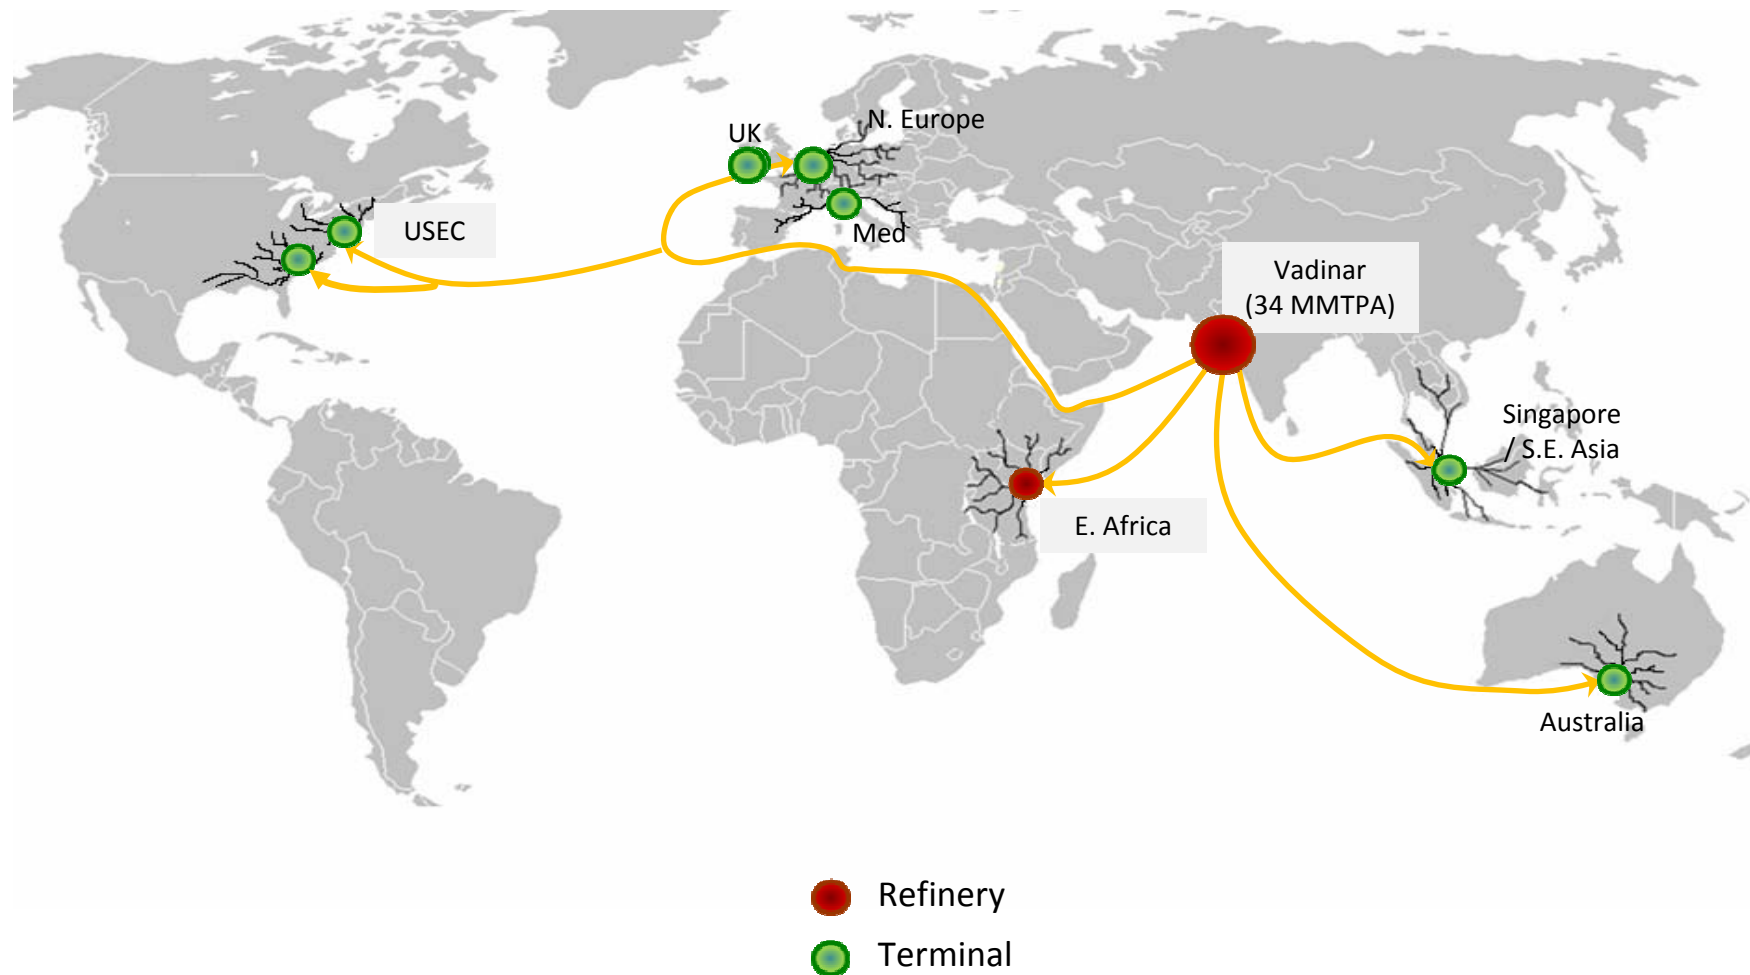 UK
N. Europe
USEC
Med
Vadinar
(34 MMTPA)
Singapore
/ S.E. Asia
E. Africa
Australia
Refinery
Terminal